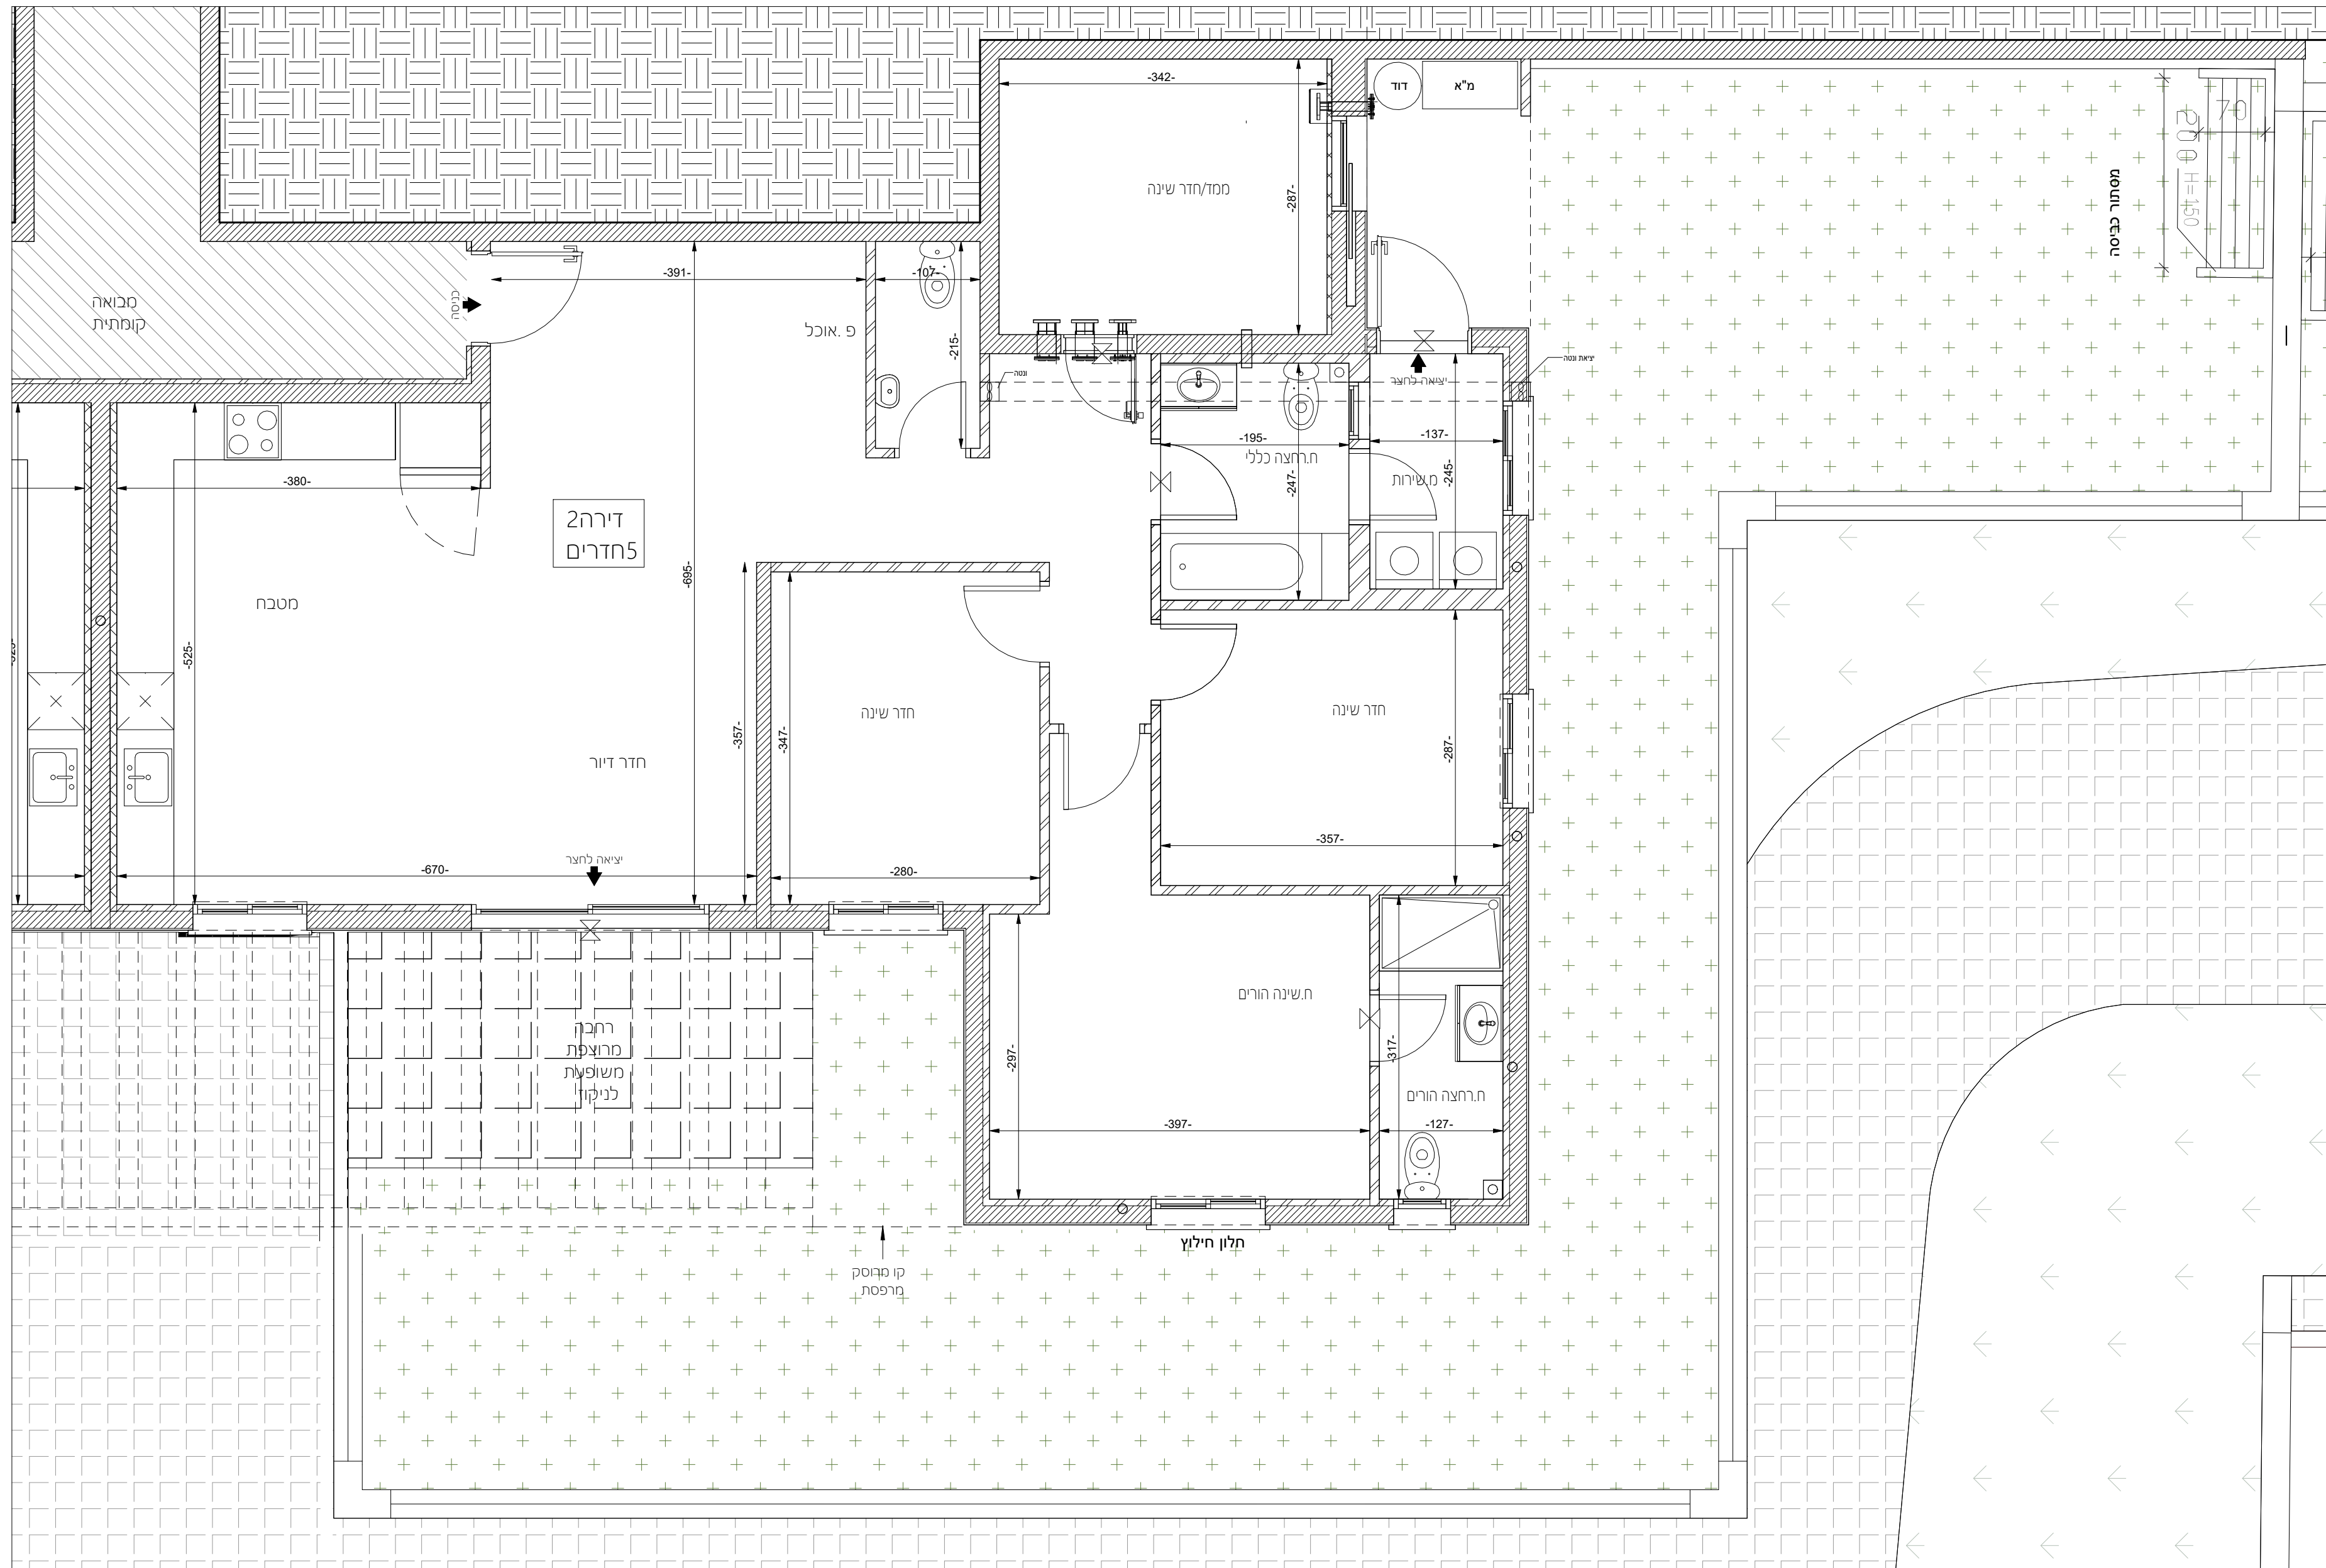 -342-
דוד
מ"א
70
200
H=150
מסתור כביסה
ממד/חדר שינה
-287-
-391-
-107-
מבואה
קומתית
כניסה
פ .אוכל
-215-
ונטה
יציאה לחצר
יציאת ונטה
-195-
ח.רחצה כללי
-247-
-137-
מ.שירות
-245-
-380-
דירה2
5חדרים
-695-
מטבח
-525-
-357-
-347-
חדר שינה
חדר שינה
-287-
חדר דיור
-357-
יציאה לחצר
-670-
-280-
ח.שינה הורים
רחבה
מרוצפת
משופעת
לניקוז
-297-
-317-
ח.רחצה הורים
-397-
-127-
חלון חילוץ
קו מרוסק
מרפסת